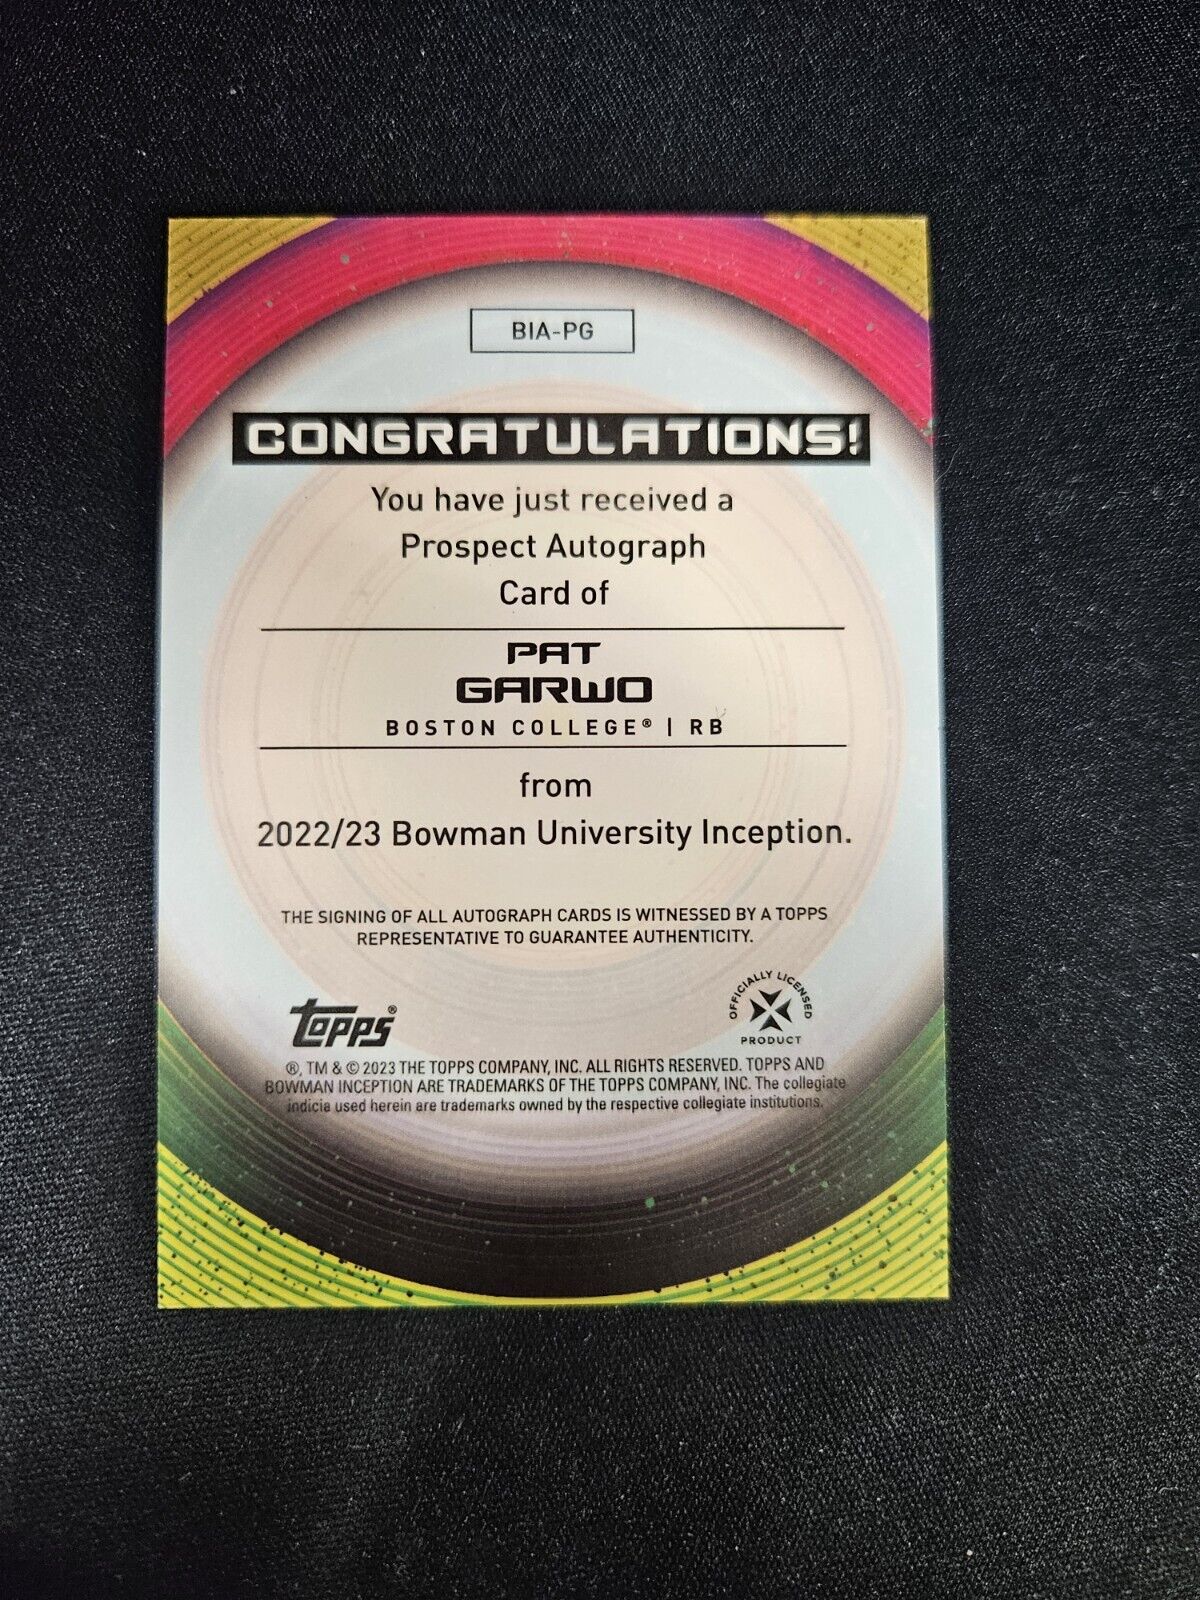 BIA-PG
CONGRATULATIONS!
You have just received a
Prospect Autograph
Card of
PAT
GARWO
BOSTON COLLEGE® | RB
from
2022/23 Bowman University Inception.
THE SIGNING OF ALL AUTOGRAPH CARDS IS WITNESSED BY A TOPPS
REPRESENTATIVE TO GUARANTEE AUTHENTICITY.
topps®
OFFICIALLY LICENSED
PRODUCT
®, TM & © 2023 THE TOPPS COMPANY, INC. ALL RIGHTS RESERVED. TOPPS AND
BOWMAN INCEPTION ARE TRADEMARKS OF THE TOPPS COMPANY, INC. The collegiate
indicia used herein are trademarks owned by the respective collegiate institutions.